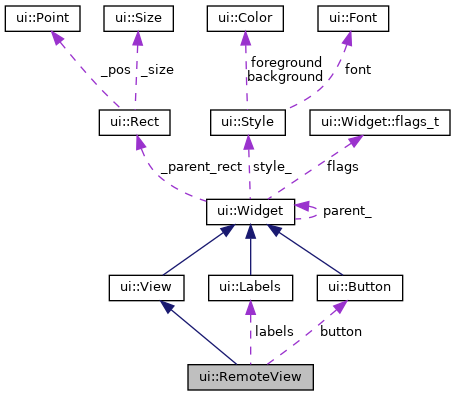 ui::Point
ui::Size
ui::Color
ui::Font
_pos
_size
foreground
background
font
ui::Rect
ui::Style
ui::Widget::flags_t
_parent_rect
style_
flags
ui::Widget
parent_
ui::View
ui::Labels
ui::Button
labels
button
ui::RemoteView